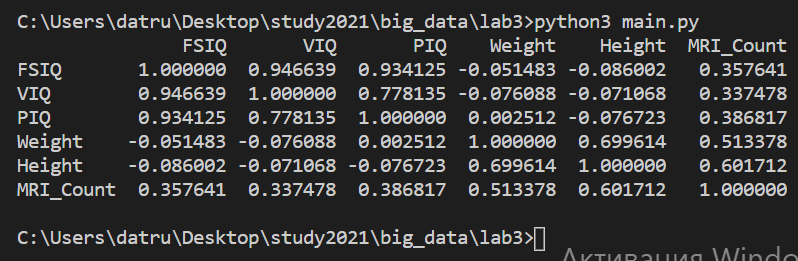 C:\Users\datru\Desktop\study2021\big_data\lab3>python3 main.py
FSIQ VIQ PIQ Weight Height MRI_Count
FSIQ 1.000000 0.946639 0.934125 -0.051483 -0.086002 0.357641
VIQ 0.946639 1.000000 0.778135 -0.076088 -0.071068 0.337478
PIQ 0.934125 0.778135 1.000000 0.002512 -0.076723 0.386817
Weight -0.051483 -0.076088 0.002512 1.000000 0.699614 0.513378
Height -0.086002 -0.071068 -0.076723 0.699614 1.000000 0.601712
MRI_Count 0.357641 0.337478 0.386817 0.513378 0.601712 1.000000
C:\Users\datru\Desktop\study2021\big_data\lab3>
Активация Windo